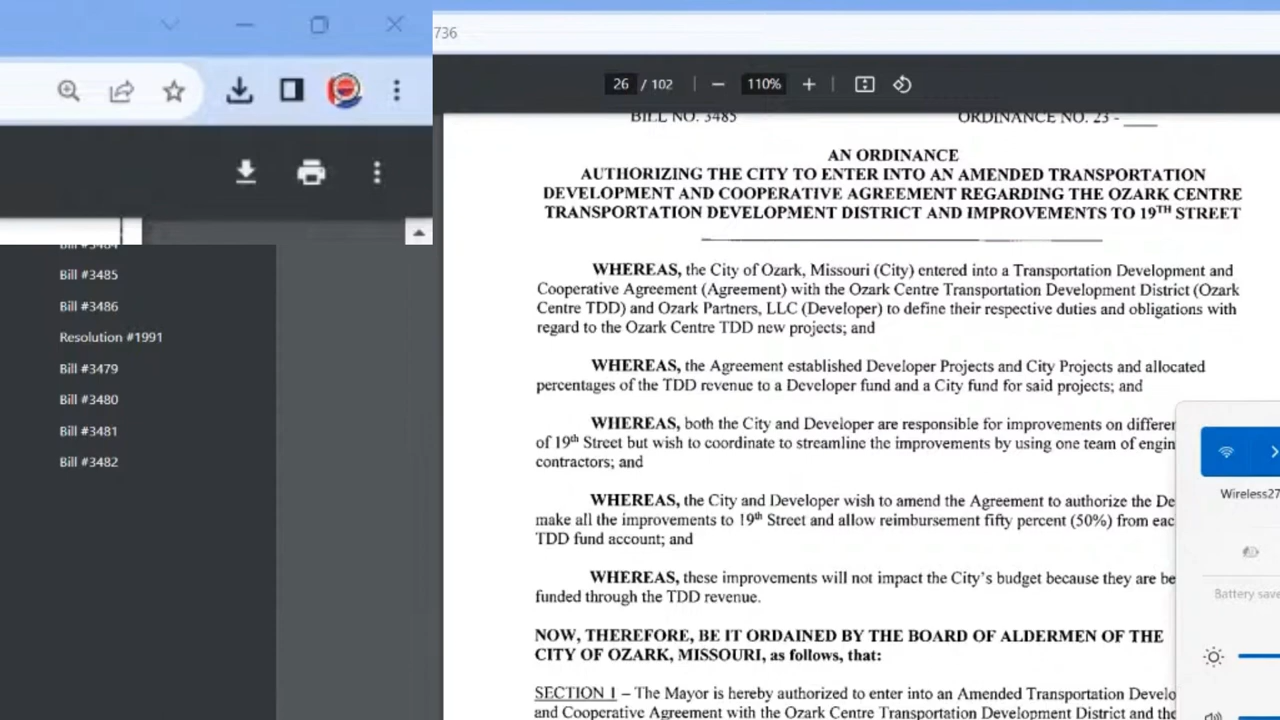 736
26 / 102
110%
Bill #3484
Bill #3485
Bill #3486
Resolution #1991
Bill #3479
Bill #3480
Bill #3481
Bill #3482
BILL NO. 3485 ORDINANCE NO. 23 - ____
AN ORDINANCE
AUTHORIZING THE CITY TO ENTER INTO AN AMENDED TRANSPORTATION
DEVELOPMENT AND COOPERATIVE AGREEMENT REGARDING THE OZARK CENTRE
TRANSPORTATION DEVELOPMENT DISTRICT AND IMPROVEMENTS TO 19TH STREET
WHEREAS, the City of Ozark, Missouri (City) entered into a Transportation Development and
Cooperative Agreement (Agreement) with the Ozark Centre Transportation Development District (Ozark
Centre TDD) and Ozark Partners, LLC (Developer) to define their respective duties and obligations with
regard to the Ozark Centre TDD new projects; and
WHEREAS, the Agreement established Developer Projects and City Projects and allocated
percentages of the TDD revenue to a Developer fund and a City fund for said projects; and
WHEREAS, both the City and Developer are responsible for improvements on differen
of 19th Street but wish to coordinate to streamline the improvements by using one team of engin
contractors; and
WHEREAS, the City and Developer wish to amend the Agreement to authorize the De
make all the improvements to 19th Street and allow reimbursement fifty percent (50%) from eac
TDD fund account; and
WHEREAS, these improvements will not impact the City's budget because they are be
funded through the TDD revenue.
NOW, THEREFORE, BE IT ORDAINED BY THE BOARD OF ALDERMEN OF THE
CITY OF OZARK, MISSOURI, as follows, that:
SECTION 1 – The Mayor is hereby authorized to enter into an Amended Transportation Develo
and Cooperative Agreement with the Ozark Centre Transportation Development District and the
Wireless27
Battery save